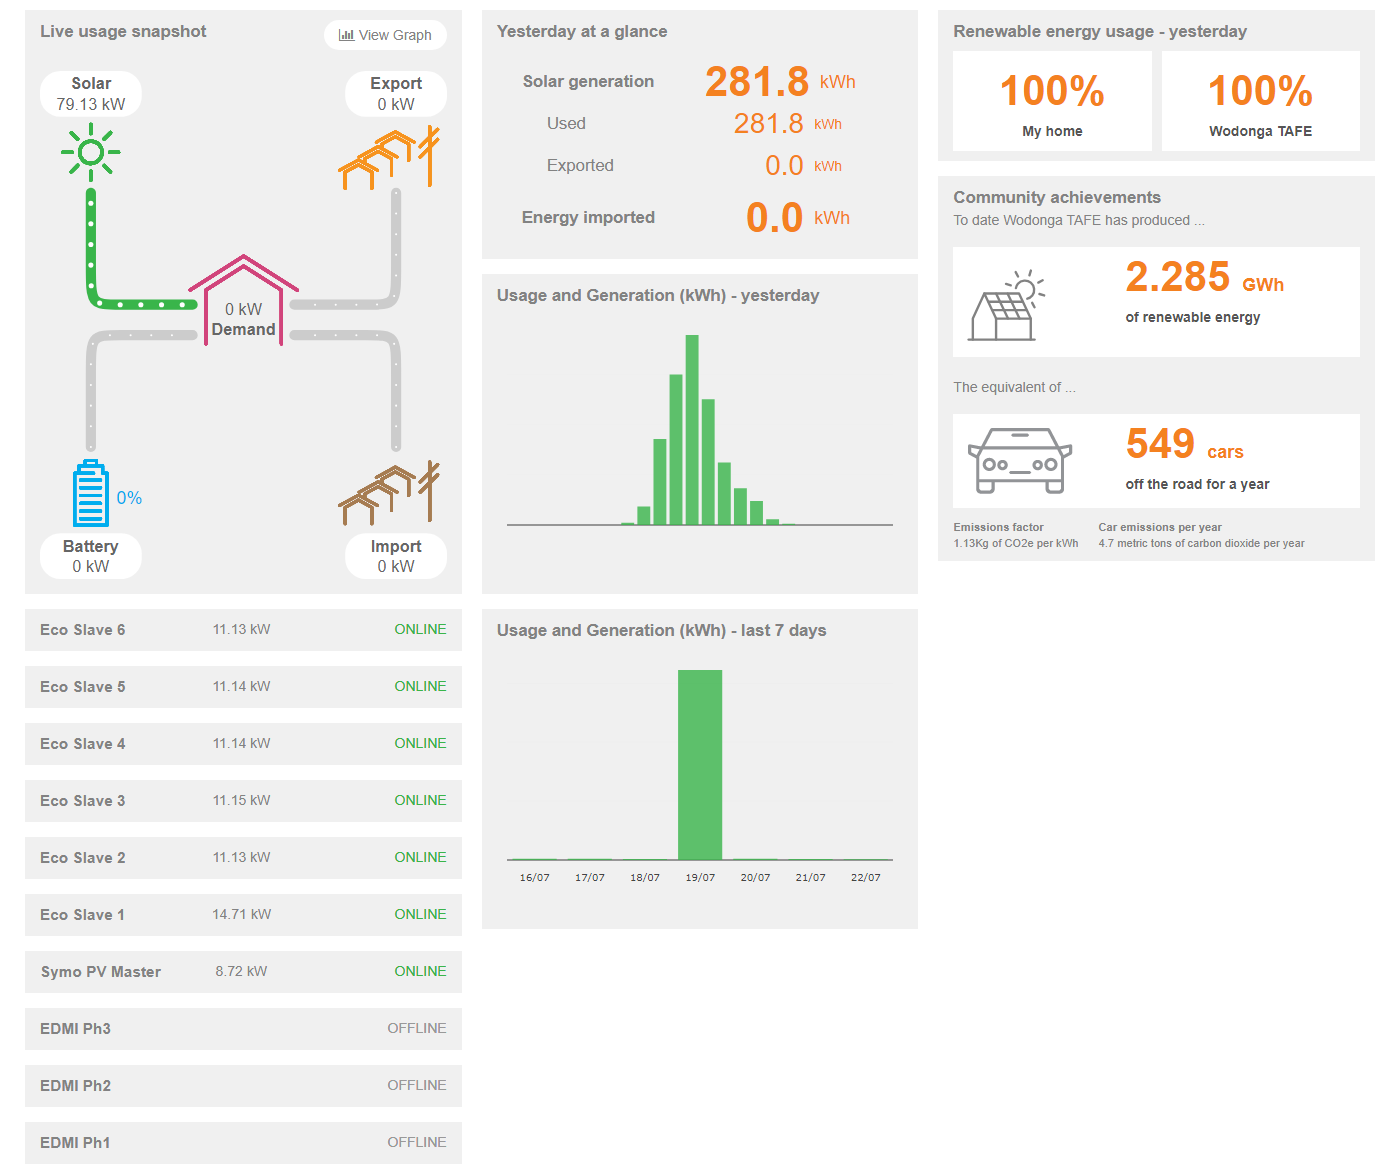 Live usage snapshot
View Graph
Solar
79.13 kW
Export
0 kW
0 kW
Demand
0%
Battery
0 kW
Import
0 kW
Eco Slave 6 11.13 kW ONLINE
Eco Slave 5 11.14 kW ONLINE
Eco Slave 4 11.14 kW ONLINE
Eco Slave 3 11.15 kW ONLINE
Eco Slave 2 11.13 kW ONLINE
Eco Slave 1 14.71 kW ONLINE
Symo PV Master 8.72 kW ONLINE
EDMI Ph3 OFFLINE
EDMI Ph2 OFFLINE
EDMI Ph1 OFFLINE
Yesterday at a glance
Solar generation 281.8 kWh
Used 281.8 kWh
Exported 0.0 kWh
Energy imported 0.0 kWh
Usage and Generation (kWh) - yesterday
Usage and Generation (kWh) - last 7 days
16/07 17/07 18/07 19/07 20/07 21/07 22/07
Renewable energy usage - yesterday
100%
My home
100%
Wodonga TAFE
Community achievements
To date Wodonga TAFE has produced ...
2.285 GWh
of renewable energy
The equivalent of ...
549 cars
off the road for a year
Emissions factor
1.13Kg of CO2e per kWh
Car emissions per year
4.7 metric tons of carbon dioxide per year